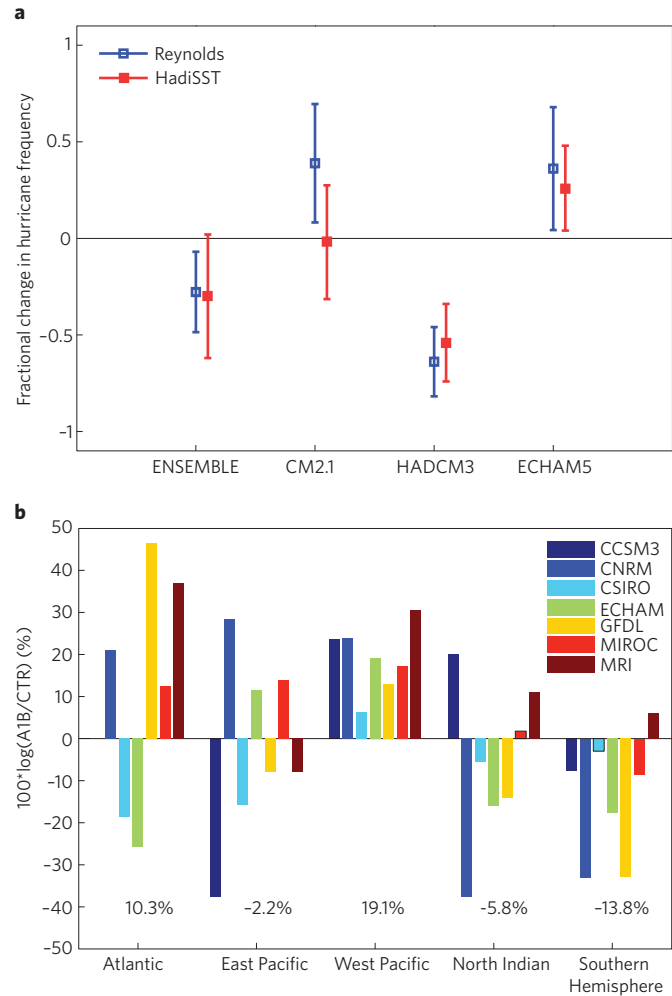 a
1
0.5
0
−0.5
−1
Fractional change in hurricane frequency
Reynolds
HadiSST
ENSEMBLE CM2.1 HADCM3 ECHAM5
b
50
40
30
20
10
0
−10
−20
−30
−40
−50
100*log(A1B/CTR) (%)
CCSM3
CNRM
CSIRO
ECHAM
GFDL
MIROC
MRI
10.3% -2.2% 19.1% -5.8% −13.8%
Atlantic East Pacific West Pacific North Indian Southern
Hemisphere